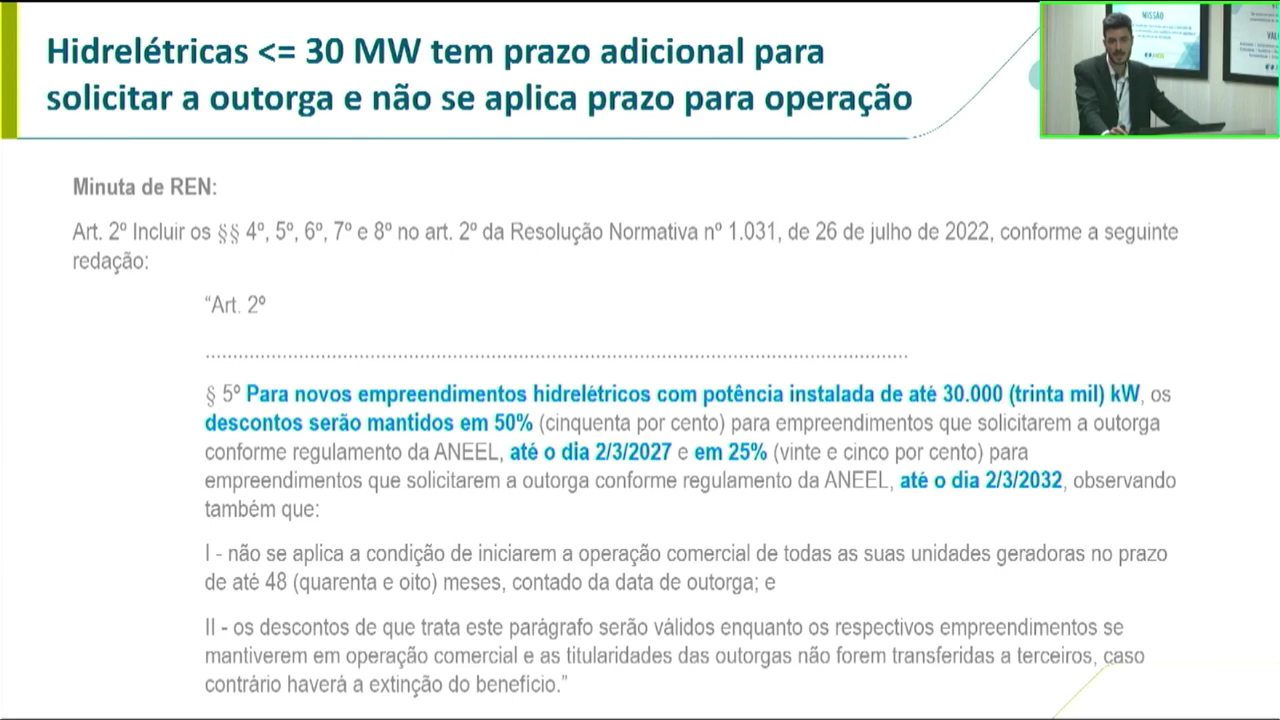 Hidrelétricas <= 30 MW tem prazo adicional para
solicitar a outorga e não se aplica prazo para operação
MISSÃO
Minuta de REN:
Art. 2º Incluir os §§ 4º, 5º, 6º, 7º e 8º no art. 2º da Resolução Normativa nº 1.031, de 26 de julho de 2022, conforme a seguinte
redação:
“Art. 2º
................................................................................................................................
§ 5º Para novos empreendimentos hidrelétricos com potência instalada de até 30.000 (trinta mil) kW, os
descontos serão mantidos em 50% (cinquenta por cento) para empreendimentos que solicitarem a outorga
conforme regulamento da ANEEL, até o dia 2/3/2027 e em 25% (vinte e cinco por cento) para
empreendimentos que solicitarem a outorga conforme regulamento da ANEEL, até o dia 2/3/2032, observando
também que:
I - não se aplica a condição de iniciarem a operação comercial de todas as suas unidades geradoras no prazo
de até 48 (quarenta e oito) meses, contado da data de outorga; e
II - os descontos de que trata este parágrafo serão válidos enquanto os respectivos empreendimentos se
mantiverem em operação comercial e as titularidades das outorgas não forem transferidas a terceiros, caso
contrário haverá a extinção do benefício.”